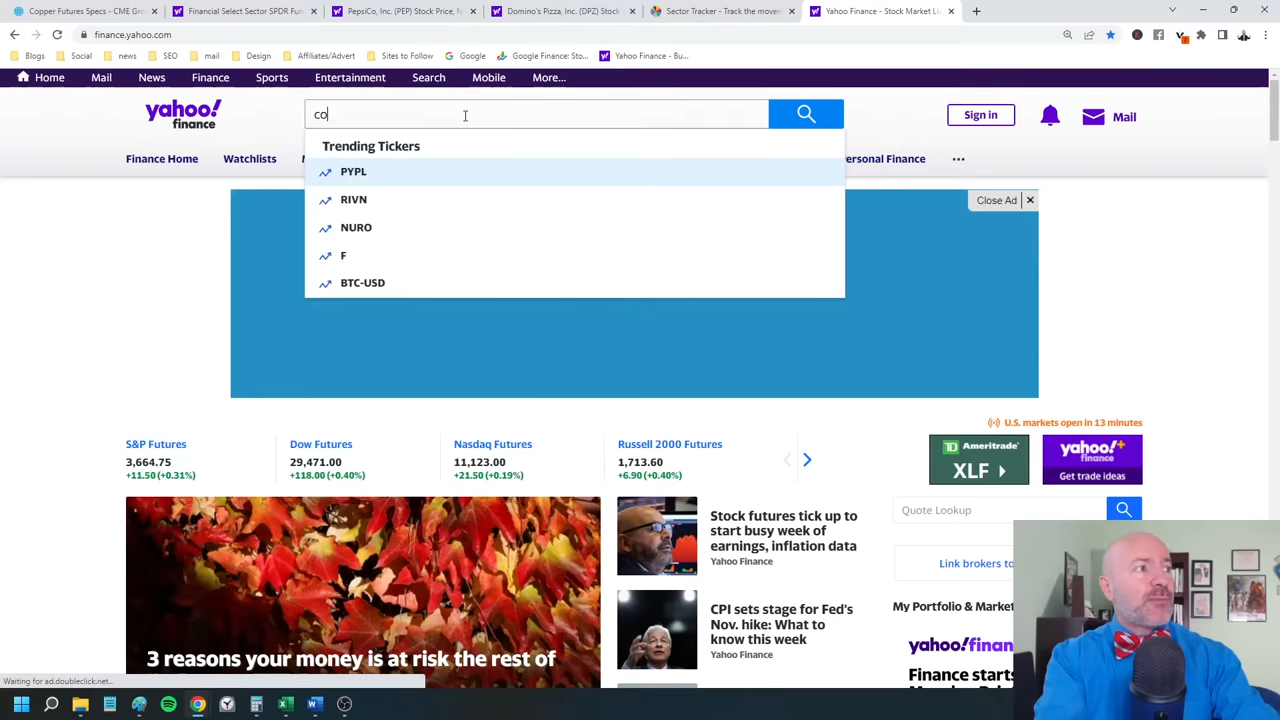 Copper Futures Specs - CME Gro
Financial Select Sector SPDR Fun
PepsiCo, Inc. (PEP) Stock Price, N
Domino's Pizza, Inc. (DPZ) Stock
Sector Tracker - Track the movem
Yahoo Finance - Stock Market Li
finance.yahoo.com
Blogs
Social
news
SEO
mail
Design
Affiliates/Advert
Sites to Follow
Google
Google Finance: Sto...
Yahoo Finance - Bu...
Home
Mail
News
Finance
Sports
Entertainment
Search
Mobile
More...
yahoo!
finance
co
Sign in
Mail
Finance Home
Watchlists
ersonal Finance
Trending Tickers
PYPL
RIVN
NURO
F
BTC-USD
Close Ad
U.S. markets open in 13 minutes
S&P Futures
3,664.75
+11.50 (+0.31%)
Dow Futures
29,471.00
+118.00 (+0.40%)
Nasdaq Futures
11,123.00
+21.50 (+0.19%)
Russell 2000 Futures
1,713.60
+6.90 (+0.40%)
TD Ameritrade
XLF
yahoo!+
finance
Get trade ideas
3 reasons your money is at risk the rest of
Stock futures tick up to
start busy week of
earnings, inflation data
Yahoo Finance
CPI sets stage for Fed's
Nov. hike: What to
know this week
Yahoo Finance
Quote Lookup
Link brokers to
My Portfolio & Market
yahoo!finan
Finance starts
Waiting for ad.doubleclick.net...